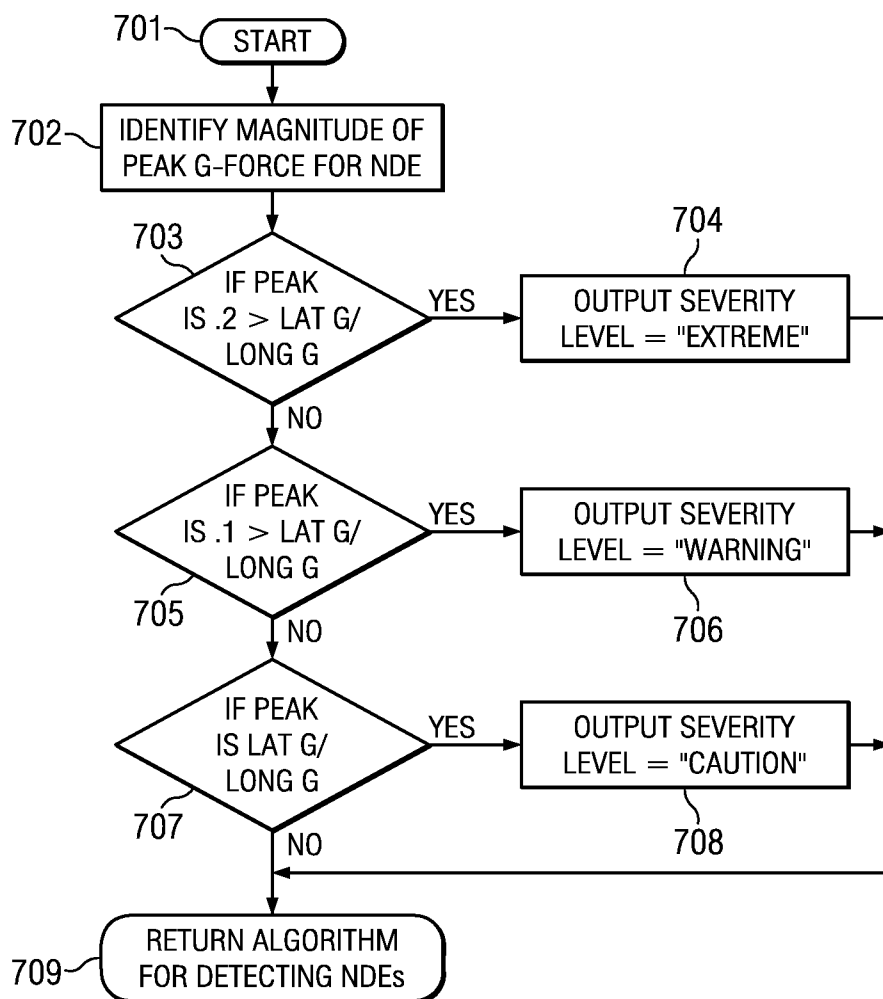 701
START
702
IDENTIFY MAGNITUDE OF
PEAK G-FORCE FOR NDE
703
IF PEAK
IS .2 > LAT G/
LONG G
YES
704
OUTPUT SEVERITY
LEVEL = "EXTREME"
NO
705
IF PEAK
IS .1 > LAT G/
LONG G
YES
OUTPUT SEVERITY
LEVEL = "WARNING"
706
NO
IF PEAK
IS LAT G/
LONG G
707
YES
OUTPUT SEVERITY
LEVEL = "CAUTION"
708
NO
709
RETURN ALGORITHM
FOR DETECTING NDEs